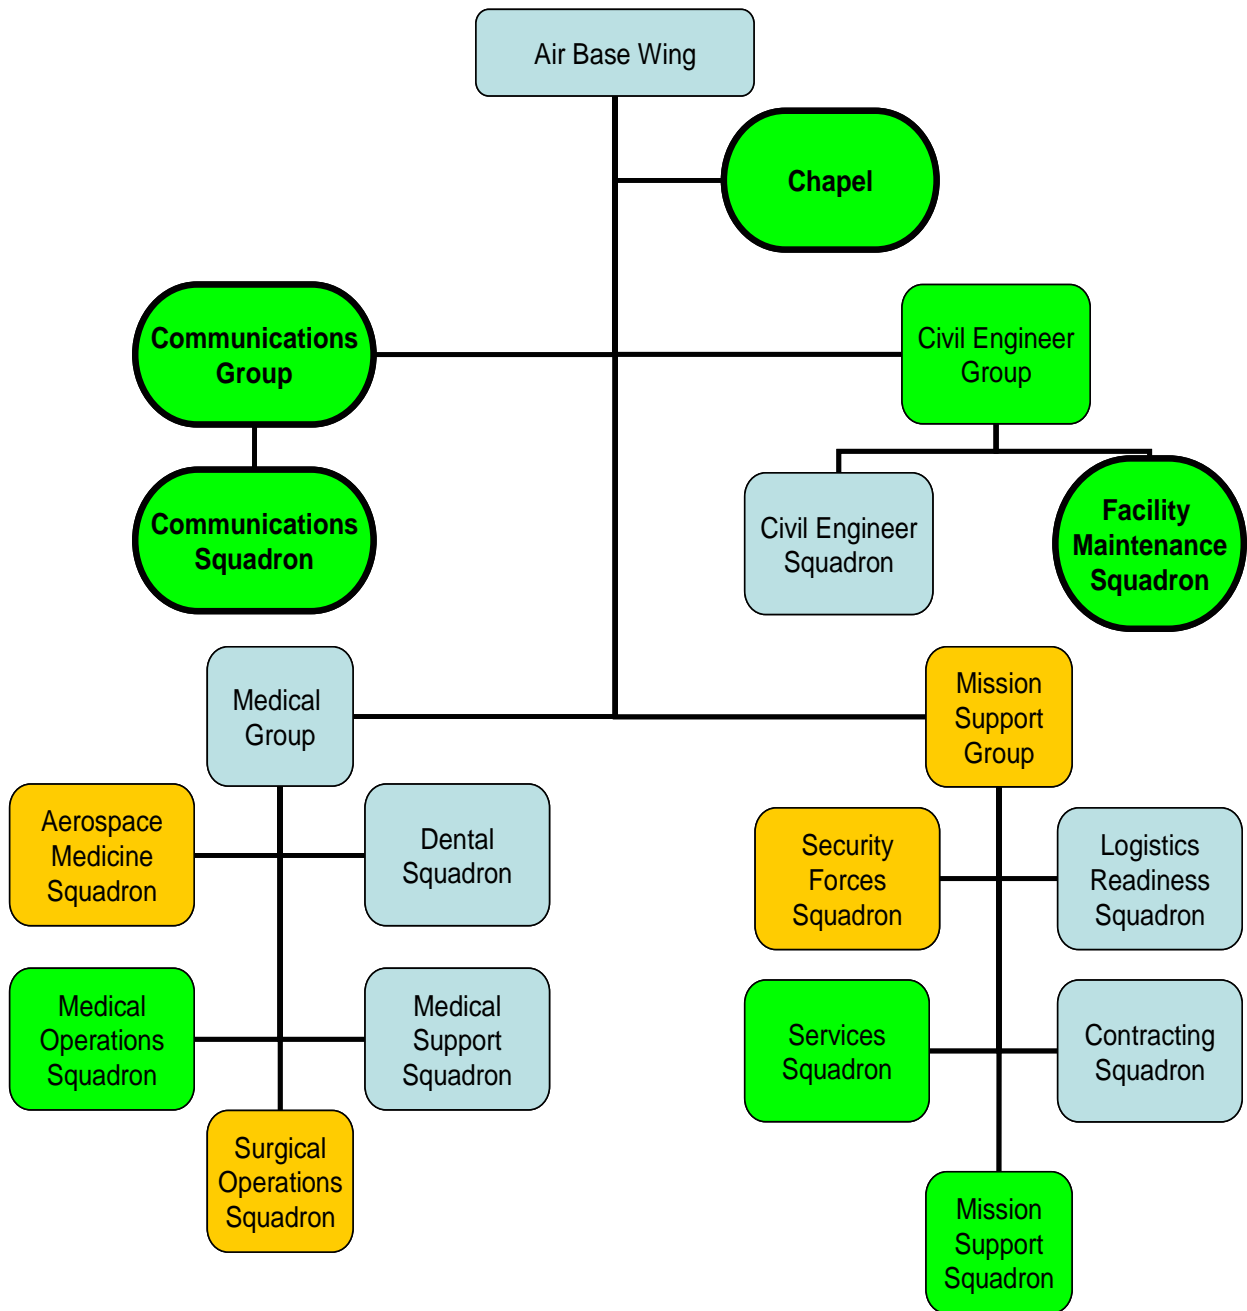 Air Base Wing
Chapel
Communications
Group
Civil Engineer
Group
Communications
Squadron
Civil Engineer
Squadron
Facility
Maintenance
Squadron
Medical
Group
Mission
Support
Group
Aerospace
Medicine
Squadron
Dental
Squadron
Security
Forces
Squadron
Logistics
Readiness
Squadron
Medical
Operations
Squadron
Medical
Support
Squadron
Services
Squadron
Contracting
Squadron
Surgical
Operations
Squadron
Mission
Support
Squadron